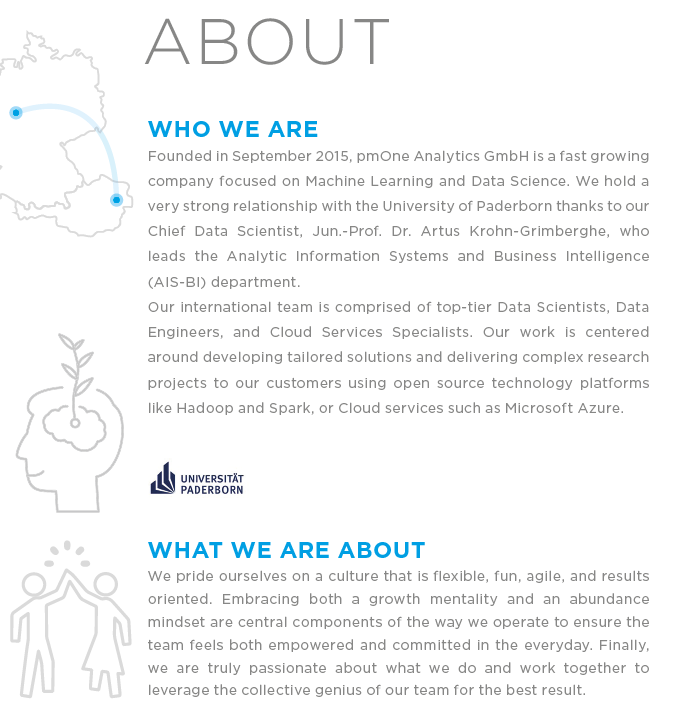 ABOUT
WHO WE ARE
Founded in September 2015, pmOne Analytics GmbH is a fast growing
company focused on Machine Learning and Data Science. We hold a
very strong relationship with the University of Paderborn thanks to our
Chief Data Scientist, Jun.-Prof. Dr. Artus Krohn-Grimberghe, who
leads the Analytic Information Systems and Business Intelligence
(AIS-BI) department.
Our international team is comprised of top-tier Data Scientists, Data
Engineers, and Cloud Services Specialists. Our work is centered
around developing tailored solutions and delivering complex research
projects to our customers using open source technology platforms
like Hadoop and Spark, or Cloud services such as Microsoft Azure.
UNIVERSITÄT
PADERBORN
WHAT WE ARE ABOUT
We pride ourselves on a culture that is flexible, fun, agile, and results
oriented. Embracing both a growth mentality and an abundance
mindset are central components of the way we operate to ensure the
team feels both empowered and committed in the everyday. Finally,
we are truly passionate about what we do and work together to
leverage the collective genius of our team for the best result.